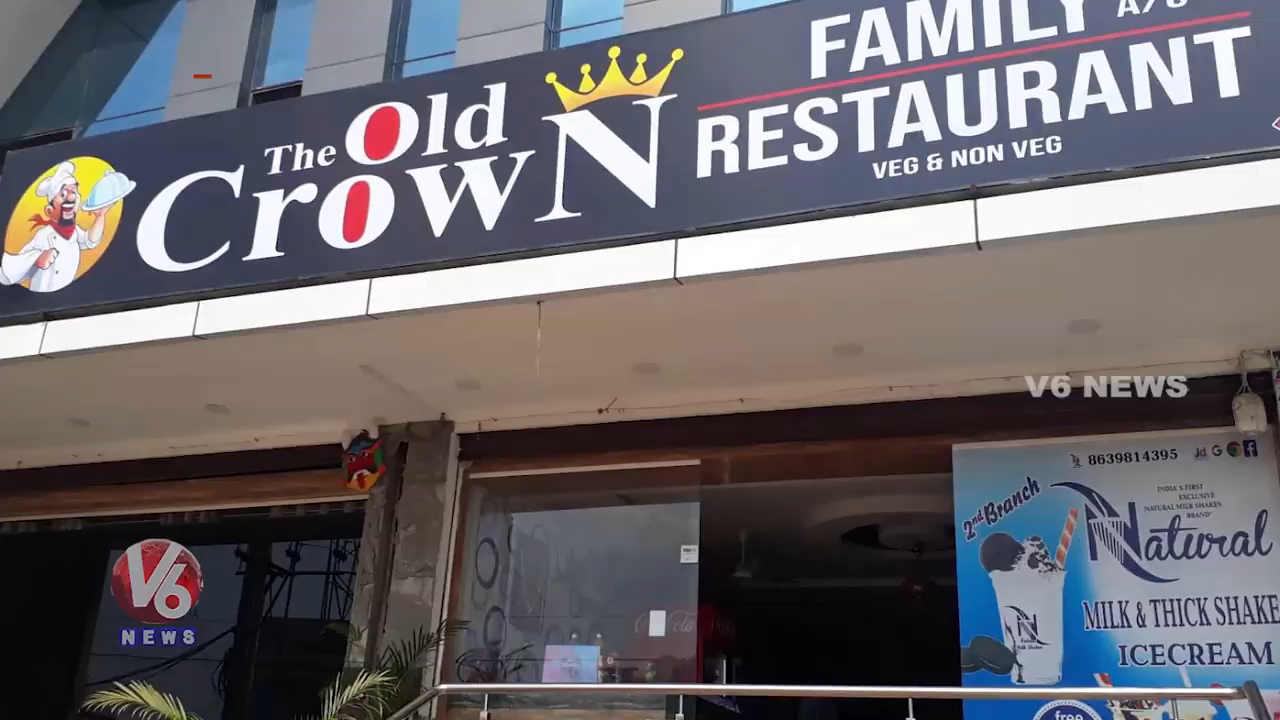 The Old
CrowN
FAMILY A/C
RESTAURANT
VEG & NON VEG
V6 NEWS
8639814395
2nd Branch
INDIA'S FIRST
EXCLUSIVE
NATURAL MILK SHAKES
BRAND
Natural
MILK & THICK SHAKE
ICECREAM
free
V6
NEWS